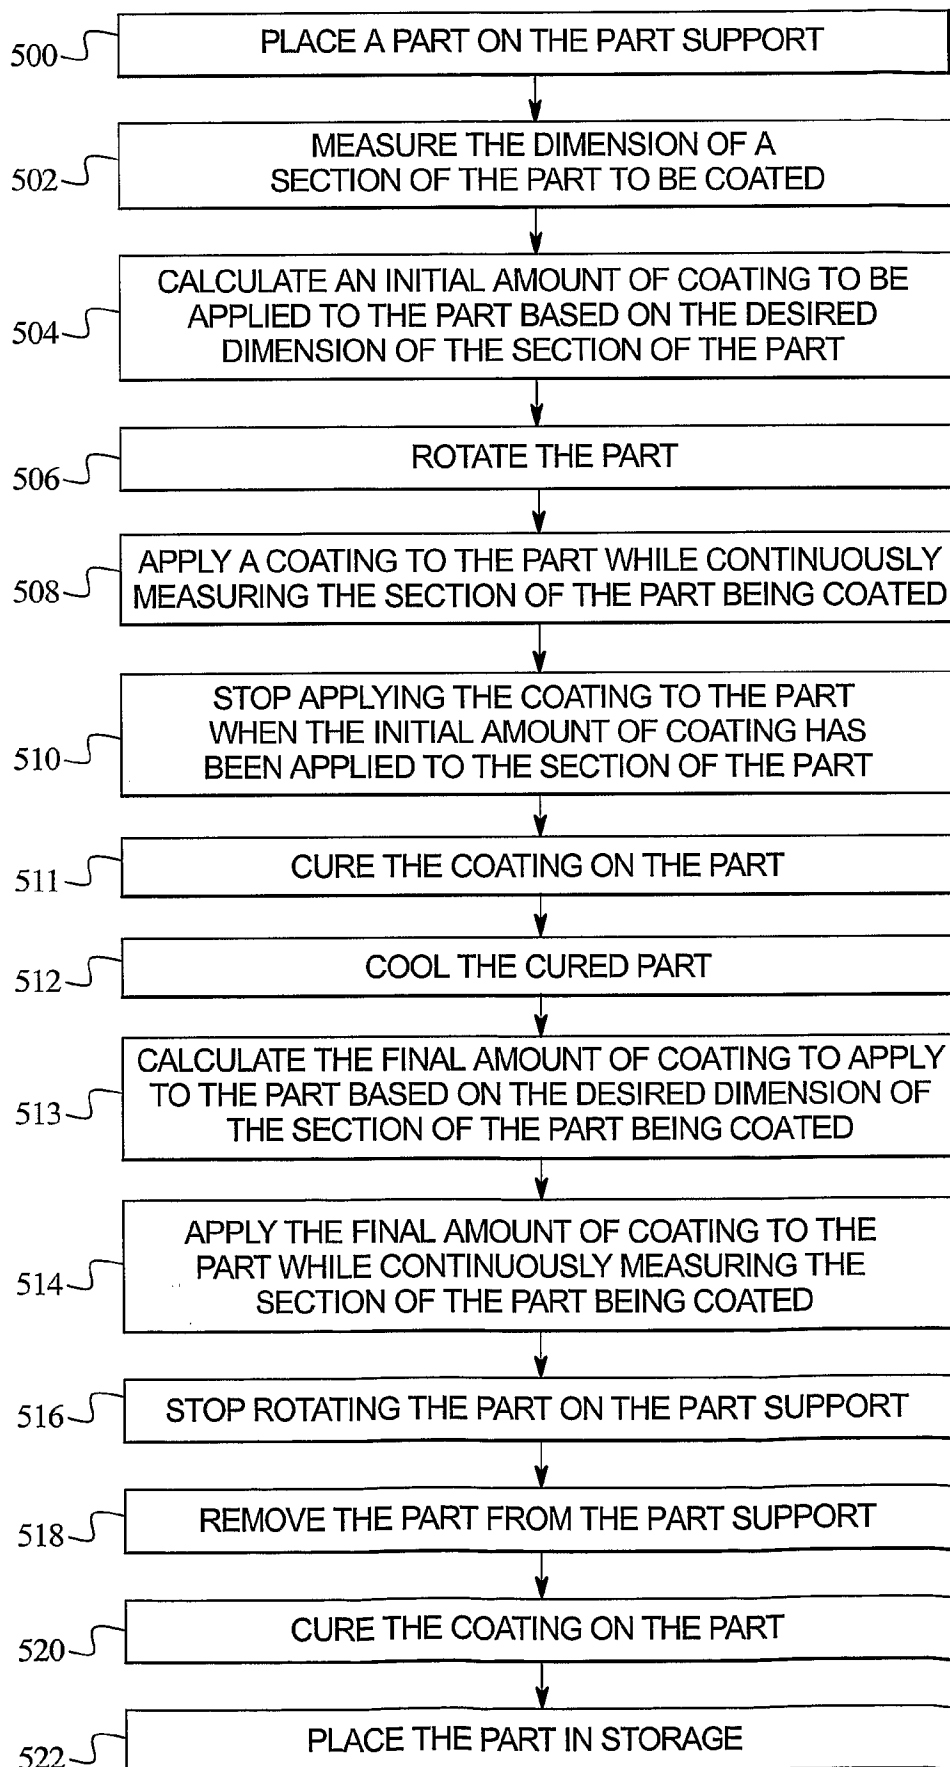 500
PLACE A PART ON THE PART SUPPORT
502
MEASURE THE DIMENSION OF A
SECTION OF THE PART TO BE COATED
504
CALCULATE AN INITIAL AMOUNT OF COATING TO BE
APPLIED TO THE PART BASED ON THE DESIRED
DIMENSION OF THE SECTION OF THE PART
506
ROTATE THE PART
508
APPLY A COATING TO THE PART WHILE CONTINUOUSLY
MEASURING THE SECTION OF THE PART BEING COATED
510
STOP APPLYING THE COATING TO THE PART
WHEN THE INITIAL AMOUNT OF COATING HAS
BEEN APPLIED TO THE SECTION OF THE PART
511
CURE THE COATING ON THE PART
512
COOL THE CURED PART
513
CALCULATE THE FINAL AMOUNT OF COATING TO APPLY
TO THE PART BASED ON THE DESIRED DIMENSION OF
THE SECTION OF THE PART BEING COATED
514
APPLY THE FINAL AMOUNT OF COATING TO THE
PART WHILE CONTINUOUSLY MEASURING THE
SECTION OF THE PART BEING COATED
516
STOP ROTATING THE PART ON THE PART SUPPORT
518
REMOVE THE PART FROM THE PART SUPPORT
520
CURE THE COATING ON THE PART
522
PLACE THE PART IN STORAGE